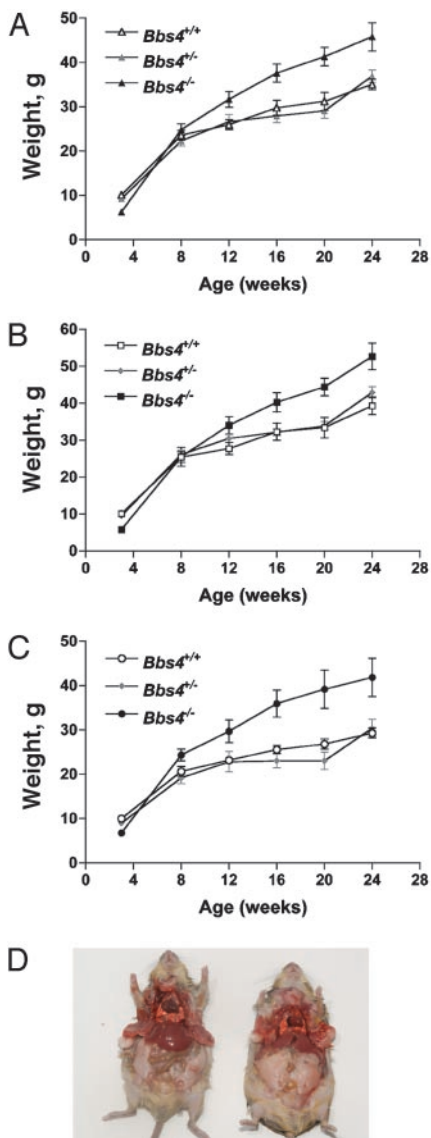 A
Bbs4+/+
Bbs4+/-
Bbs4-/-
Weight, g
50
40
30
20
10
0
0 4 8 12 16 20 24 28
Age (weeks)
B
Bbs4+/+
Bbs4+/-
Bbs4-/-
Weight, g
60
50
40
30
20
10
0
0 4 8 12 16 20 24 28
Age (weeks)
C
Bbs4+/+
Bbs4+/-
Bbs4-/-
Weight, g
50
40
30
20
10
0
0 4 8 12 16 20 24 28
Age (weeks)
D